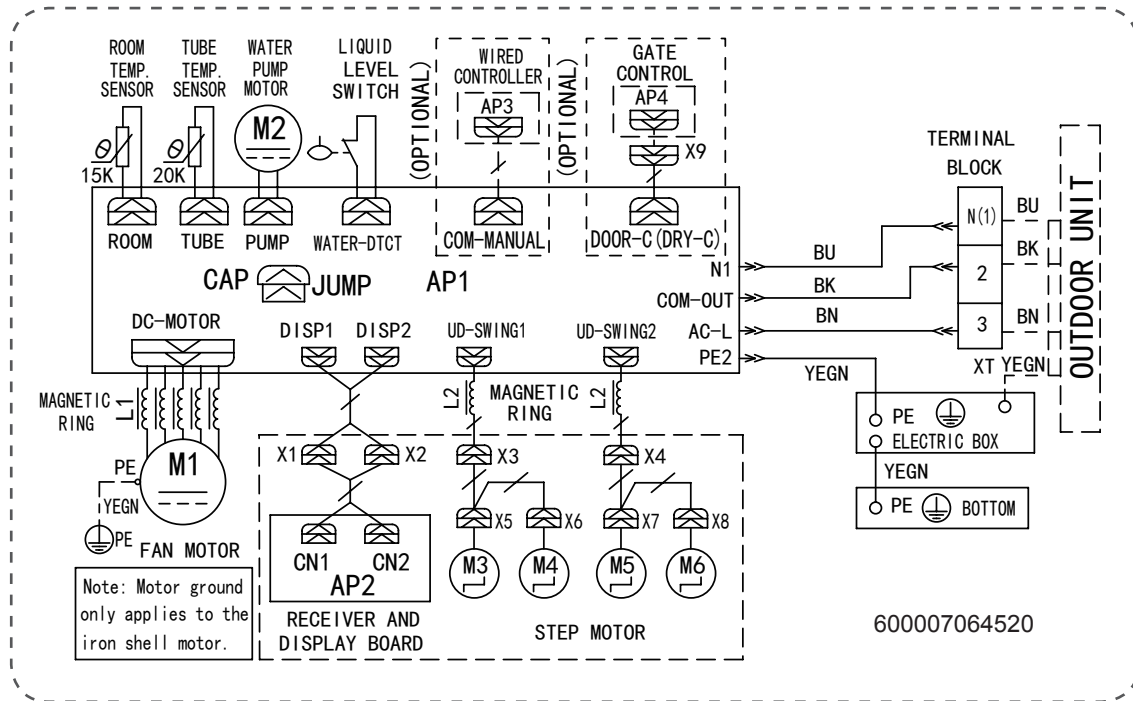 ROOM
TEMP.
SENSOR
TUBE
TEMP.
SENSOR
WATER
PUMP
MOTOR
LIQUID
LEVEL
SWITCH
(OPTIONAL)
WIRED
CONTROLLER
AP3
(OPTIONAL)
GATE
CONTROL
AP4
X9
θ
15K
θ
20K
M2
ROOM
TUBE
PUMP
WATER-DTCT
COM-MANUAL
DOOR-C(DRY-C)
CAP
JUMP
AP1
N1
COM-OUT
AC-L
PE2
BU
BK
BN
YEGN
TERMINAL
BLOCK
N(1)
2
3
XT
BU
BK
BN
YEGN
OUTDOOR UNIT
PE
ELECTRIC BOX
YEGN
PE
BOTTOM
DC-MOTOR
DISP1
DISP2
UD-SWING1
UD-SWING2
MAGNETIC
RING
L1
L2
MAGNETIC
RING
L2
M1
PE
YEGN
PE
FAN MOTOR
X1
X2
X3
X4
X5
X6
X7
X8
CN1
CN2
AP2
M3
M4
M5
M6
RECEIVER AND
DISPLAY BOARD
STEP MOTOR
Note: Motor ground
only applies to the
iron shell motor.
600007064520